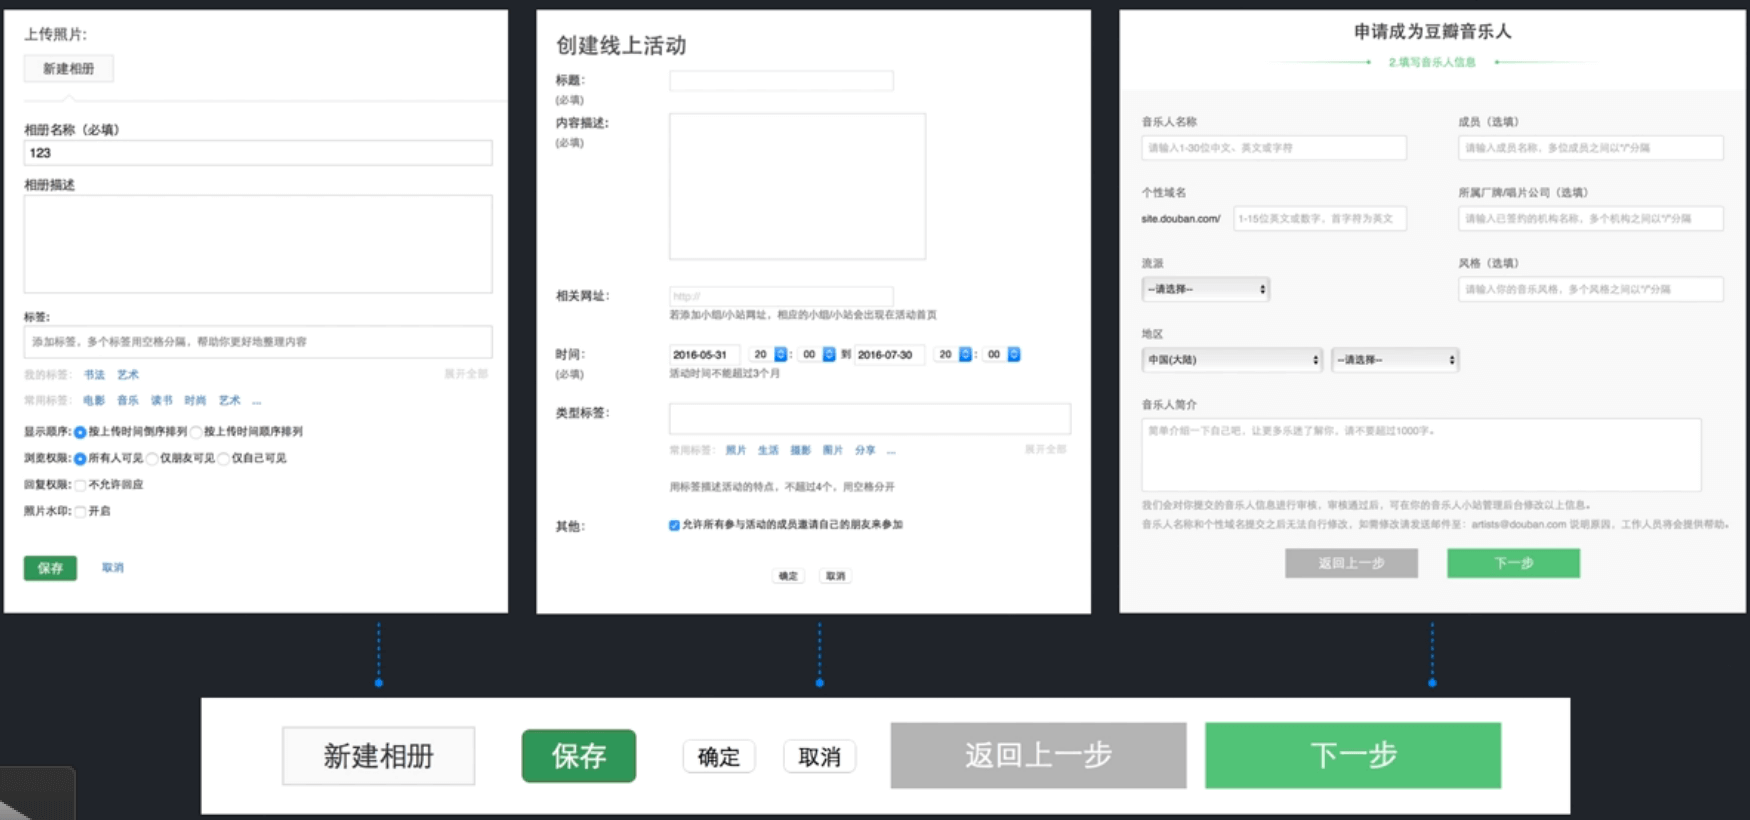 上传照片:
新建相册
相册名称（必填）
123
相册描述
标签:
添加标签，多个标签用空格分隔，帮助你更好地整理内容
我的标签: 书法 艺术 展开全部
常用标签: 电影 音乐 读书 时尚 艺术 ...
显示顺序: 按上传时间倒序排列 按上传时间顺序排列
浏览权限: 所有人可见 仅朋友可见 仅自己可见
回复权限: 不允许回应
照片水印: 开启
保存 取消
创建线上活动
标题:
(必填)
内容描述:
(必填)
相关网址: http://
若添加小组/小站网址，相应的小组/小站会出现在活动首页
时间: 2016-05-31 20 : 00 到 2016-07-30 20 : 00
(必填) 活动时间不能超过3个月
类型标签:
常用标签: 照片 生活 摄影 图片 分享 ... 展开全部
用标签描述活动的特点，不超过4个，用空格分开
其他: 允许所有参与活动的成员邀请自己的朋友来参加
确定 取消
申请成为豆瓣音乐人
2.填写音乐人信息
音乐人名称 成员（选填）
请输入1-30位中文、英文或字符 请输入成员名称，多位成员之间以"/"分隔
个性域名 所属厂牌/唱片公司（选填）
site.douban.com/ 1-15位英文或数字，首字符为英文 请输入已签约的机构名称，多个机构之间以"/"分隔
流派 风格（选填）
--请选择-- 请输入你的音乐风格，多个风格之间以"/"分隔
地区
中国(大陆) --请选择--
音乐人简介
简单介绍一下自己吧，让更多乐迷了解你，请不要超过1000字。
我们会对你提交的音乐人信息进行审核，审核通过后，可在你的音乐人小站管理后台修改以上信息。
音乐人名称和个性域名提交之后无法自行修改，如需修改请发送邮件至：artists@douban.com 说明原因，工作人员将会提供帮助。
返回上一步 下一步
新建相册 保存 确定 取消 返回上一步 下一步